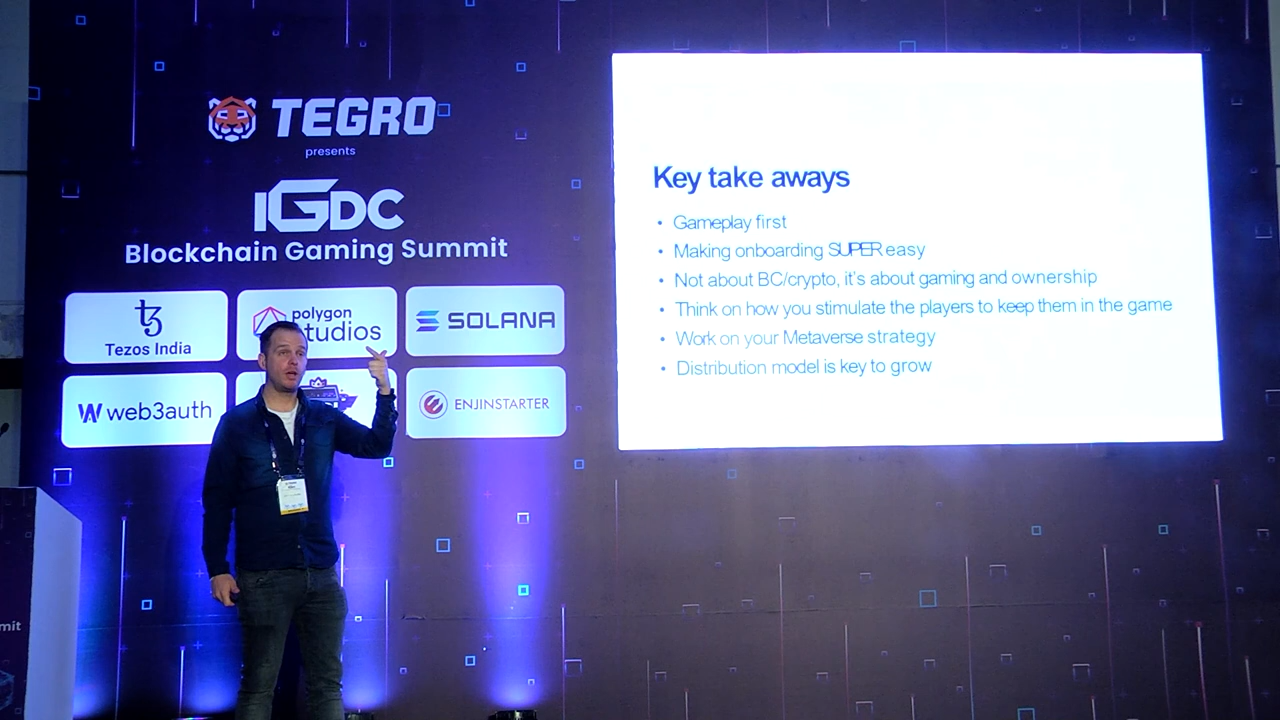 TEGRO
presents
IGDC
Blockchain Gaming Summit
Tezos India
polygon
studios
SOLANA
web3auth
ENJINSTARTER
Key take aways
• Gameplay first
• Making onboarding SUPER easy
• Not about BC/crypto, it's about gaming and ownership
• Think on how you stimulate the players to keep them in the game
• Work on your Metaverse strategy
• Distribution model is key to grow
mit